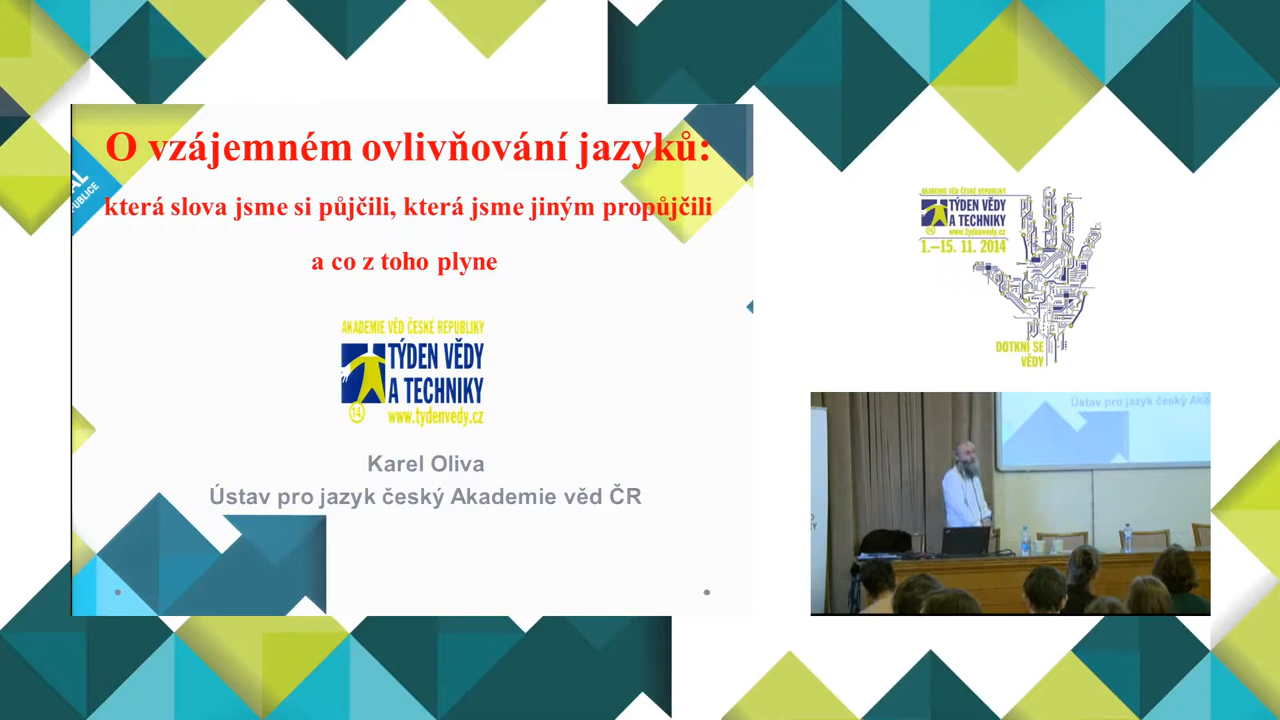 O vzájemném ovlivňování jazyků:
která slova jsme si půjčili, která jsme jiným propůjčili
a co z toho plyne
AKADEMIE VĚD ČESKÉ REPUBLIKY
TÝDEN VĚDY
A TECHNIKY
14
www.tydenvedy.cz
Karel Oliva
Ústav pro jazyk český Akademie věd ČR
AKADEMIE VĚD ČESKÉ REPUBLIKY
TÝDEN VĚDY
A TECHNIKY
www.tydenvedy.cz
1.–15. 11. 2014
DOTKNI SE
VĚDY
Ústav pro jazyk český